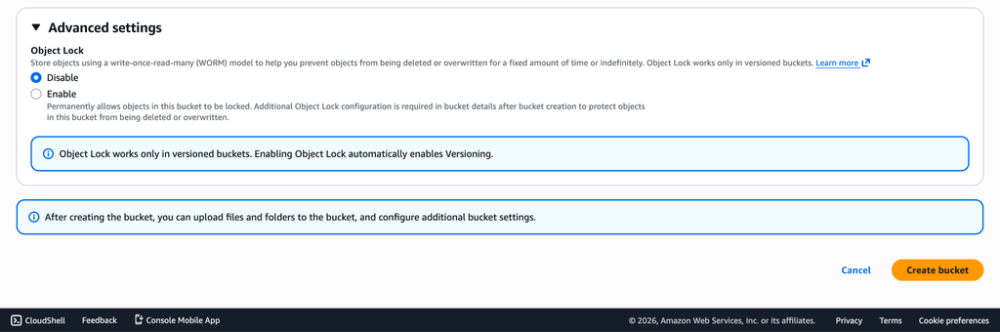 Advanced settings
Object Lock
Store objects using a write-once-read-many (WORM) model to help you prevent objects from being deleted or overwritten for a fixed amount of time or indefinitely. Object Lock works only in versioned buckets. Learn more
Disable
Enable
Permanently allows objects in this bucket to be locked. Additional Object Lock configuration is required in bucket details after bucket creation to protect objects
in this bucket from being deleted or overwritten.
Object Lock works only in versioned buckets. Enabling Object Lock automatically enables Versioning.
After creating the bucket, you can upload files and folders to the bucket, and configure additional bucket settings.
Cancel Create bucket
CloudShell Feedback Console Mobile App © 2026, Amazon Web Services, Inc. or its affiliates. Privacy Terms Cookie preferences